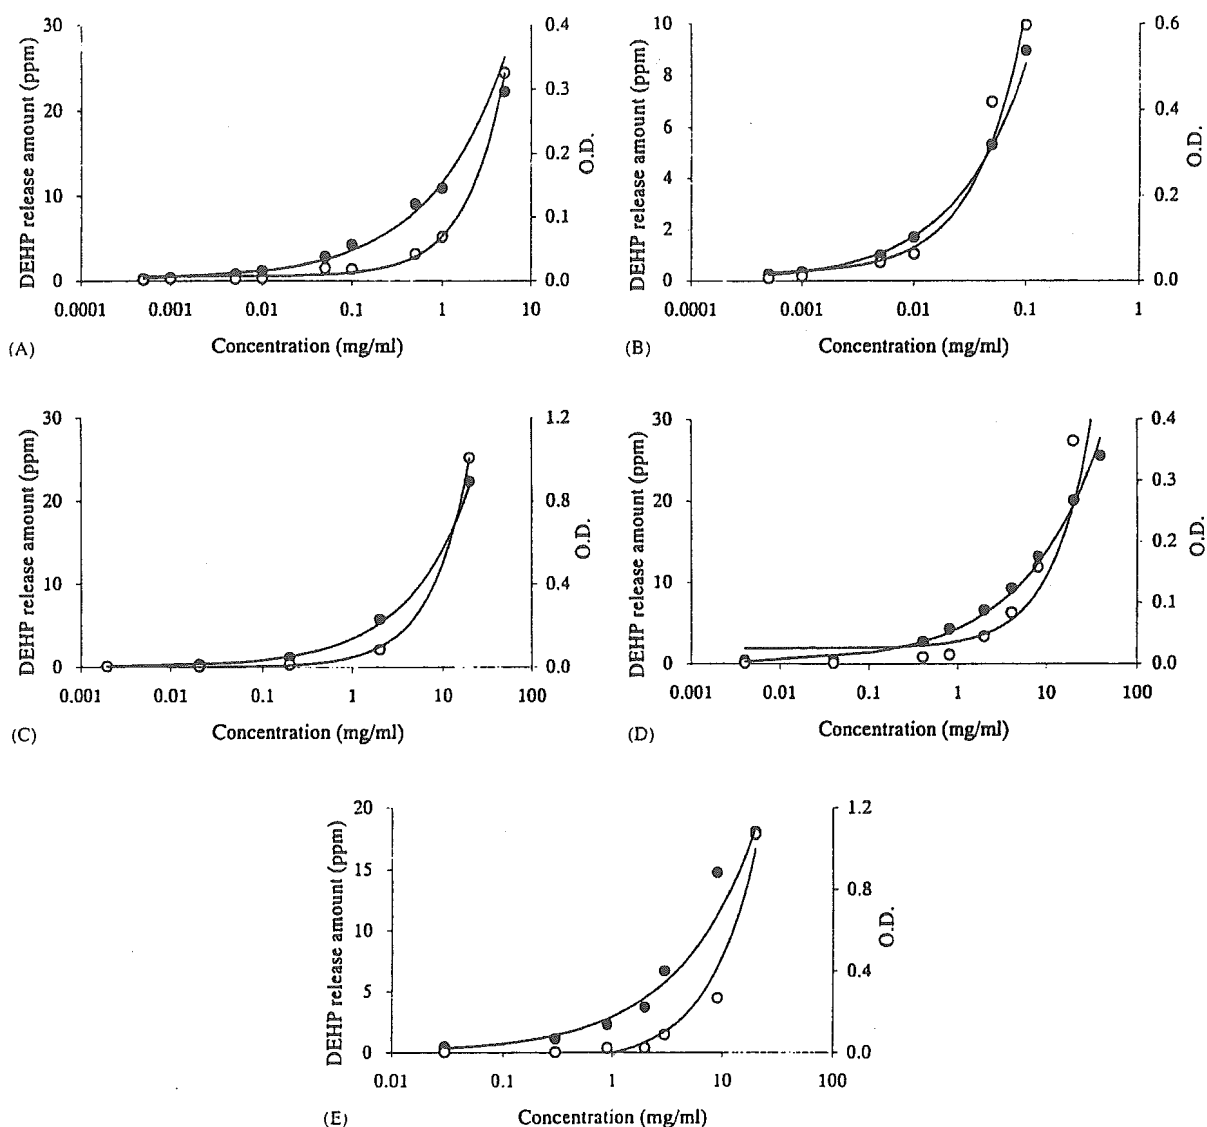 30
20
10
0
DEHP release amount (ppm)
0.4
0.3
0.2
0.1
0.0
O.D.
0.0001 0.001 0.01 0.1 1 10
(A) Concentration (mg/ml)
10
8
6
4
2
0
DEHP release amount (ppm)
0.6
0.4
0.2
0.0
O.D.
0.0001 0.001 0.01 0.1 1
(B) Concentration (mg/ml)
30
20
10
0
DEHP release amount (ppm)
1.2
0.8
0.4
0.0
O.D.
0.001 0.01 0.1 1 10 100
(C) Concentration (mg/ml)
30
20
10
0
DEHP release amount (ppm)
0.4
0.3
0.2
0.1
0.0
O.D.
0.001 0.01 0.1 1 10 100
(D) Concentration (mg/ml)
20
15
10
5
0
DEHP release amount (ppm)
1.2
0.8
0.4
0.0
O.D.
0.01 0.1 1 10 100
(E) Concentration (mg/ml)